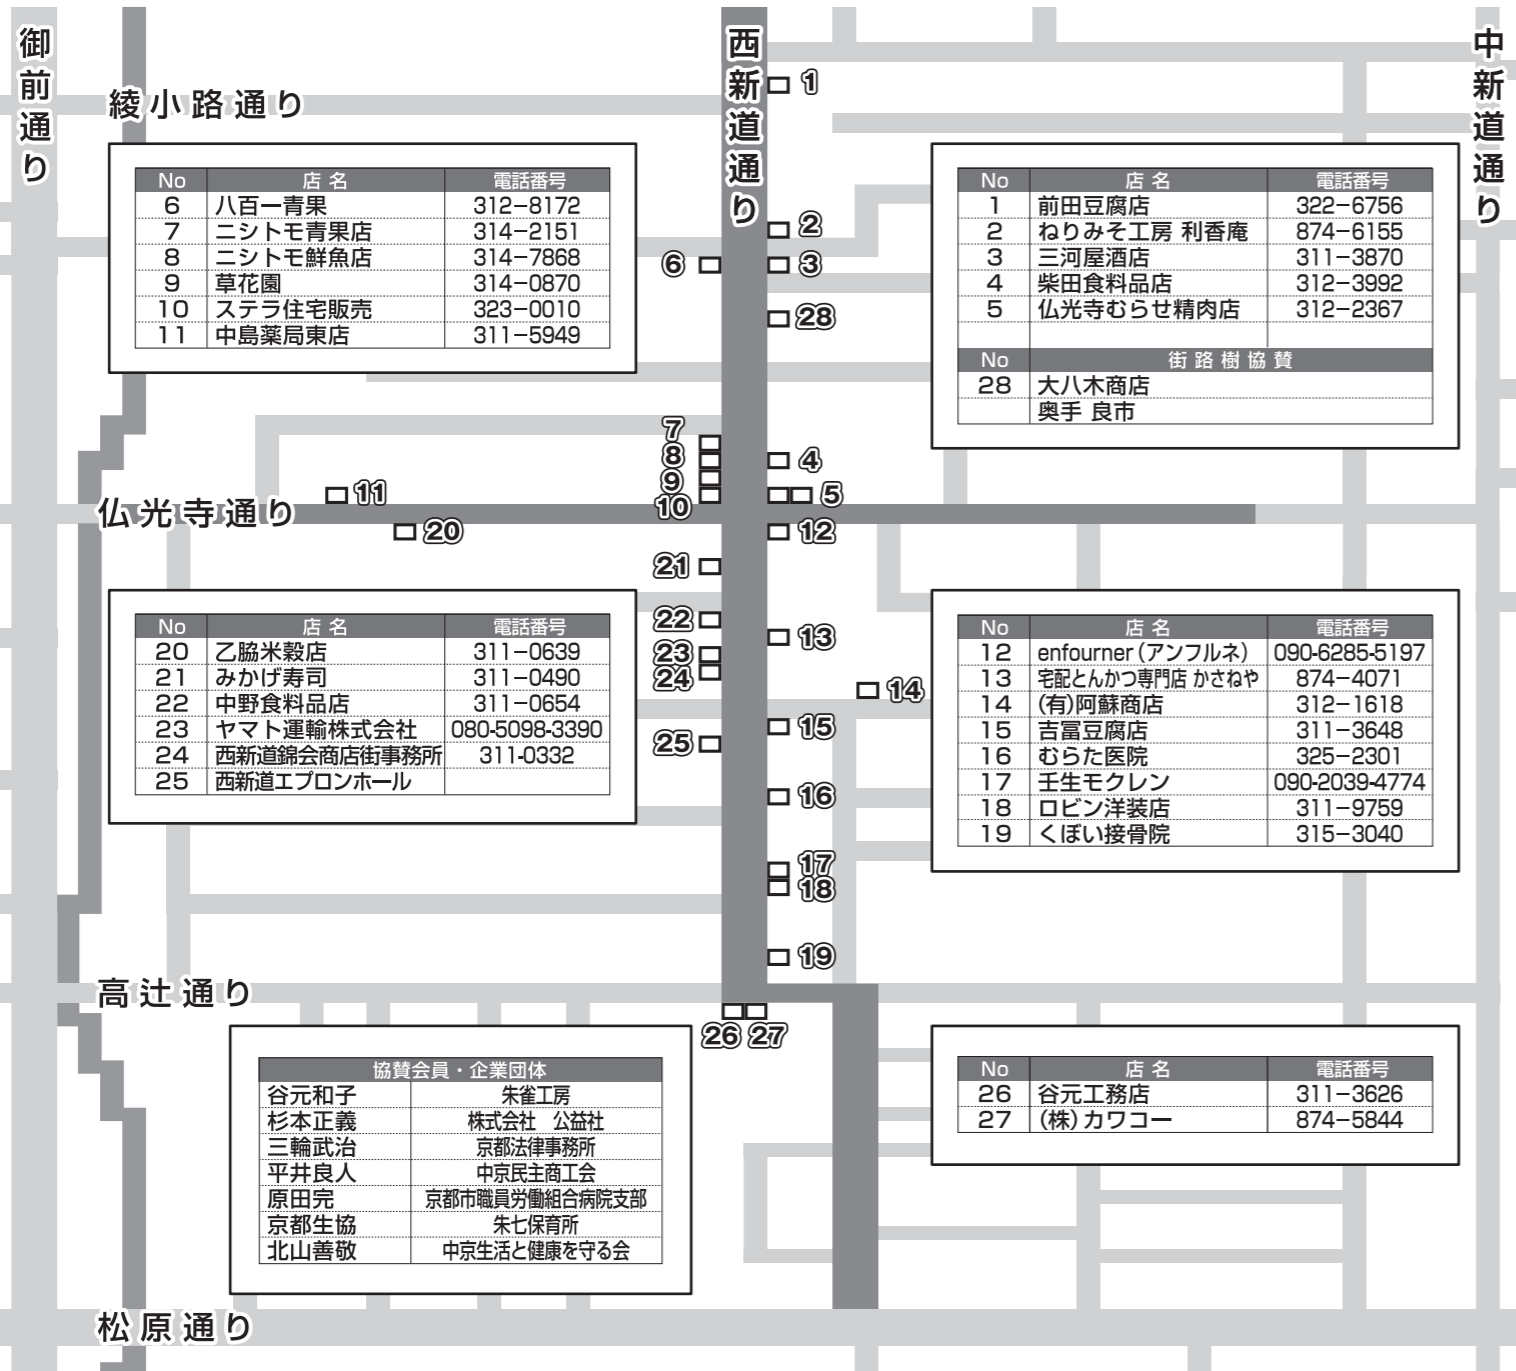 御前通り
西新道通り
中新道通り
綾小路通り
1
No 店名 電話番号
6 八百一青果 312−8172
7 ニシトモ青果店 314−2151
8 ニシトモ鮮魚店 314−7868
9 草花園 314−0870
10 ステラ住宅販売 323−0010
11 中島薬局東店 311−5949
No 店名 電話番号
1 前田豆腐店 322−6756
2 ねりみそ工房 利香庵 874−6155
3 三河屋酒店 311−3870
4 柴田食料品店 312−3992
5 仏光寺むらせ精肉店 312−2367
No 街路樹協賛
28 大八木商店
奥手 良市
2
6
3
28
7
8
4
9
10
5
11
仏光寺通り
20
12
21
22
13
23
24
14
15
25
16
17
18
19
No 店名 電話番号
20 乙脇米穀店 311−0639
21 みかげ寿司 311−0490
22 中野食料品店 311−0654
23 ヤマト運輸株式会社 080-5098-3390
24 西新道錦会商店街事務所 311-0332
25 西新道エプロンホール
No 店名 電話番号
12 enfourner（アンフルネ） 090-6285-5197
13 宅配とんかつ専門店 かさねや 874−4071
14 (有)阿蘇商店 312−1618
15 吉冨豆腐店 311−3648
16 むらた医院 325−2301
17 壬生モクレン 090-2039-4774
18 ロビン洋装店 311−9759
19 くぼい接骨院 315−3040
高辻通り
26 27
協賛会員・企業団体
谷元和子 朱雀工房
杉本正義 株式会社　公益社
三輪武治 京都法律事務所
平井良人 中京民主商工会
原田完 京都市職員労働組合病院支部
京都生協 朱七保育所
北山善敬 中京生活と健康を守る会
No 店名 電話番号
26 谷元工務店 311−3626
27 (株)カワコー 874−5844
松原通り